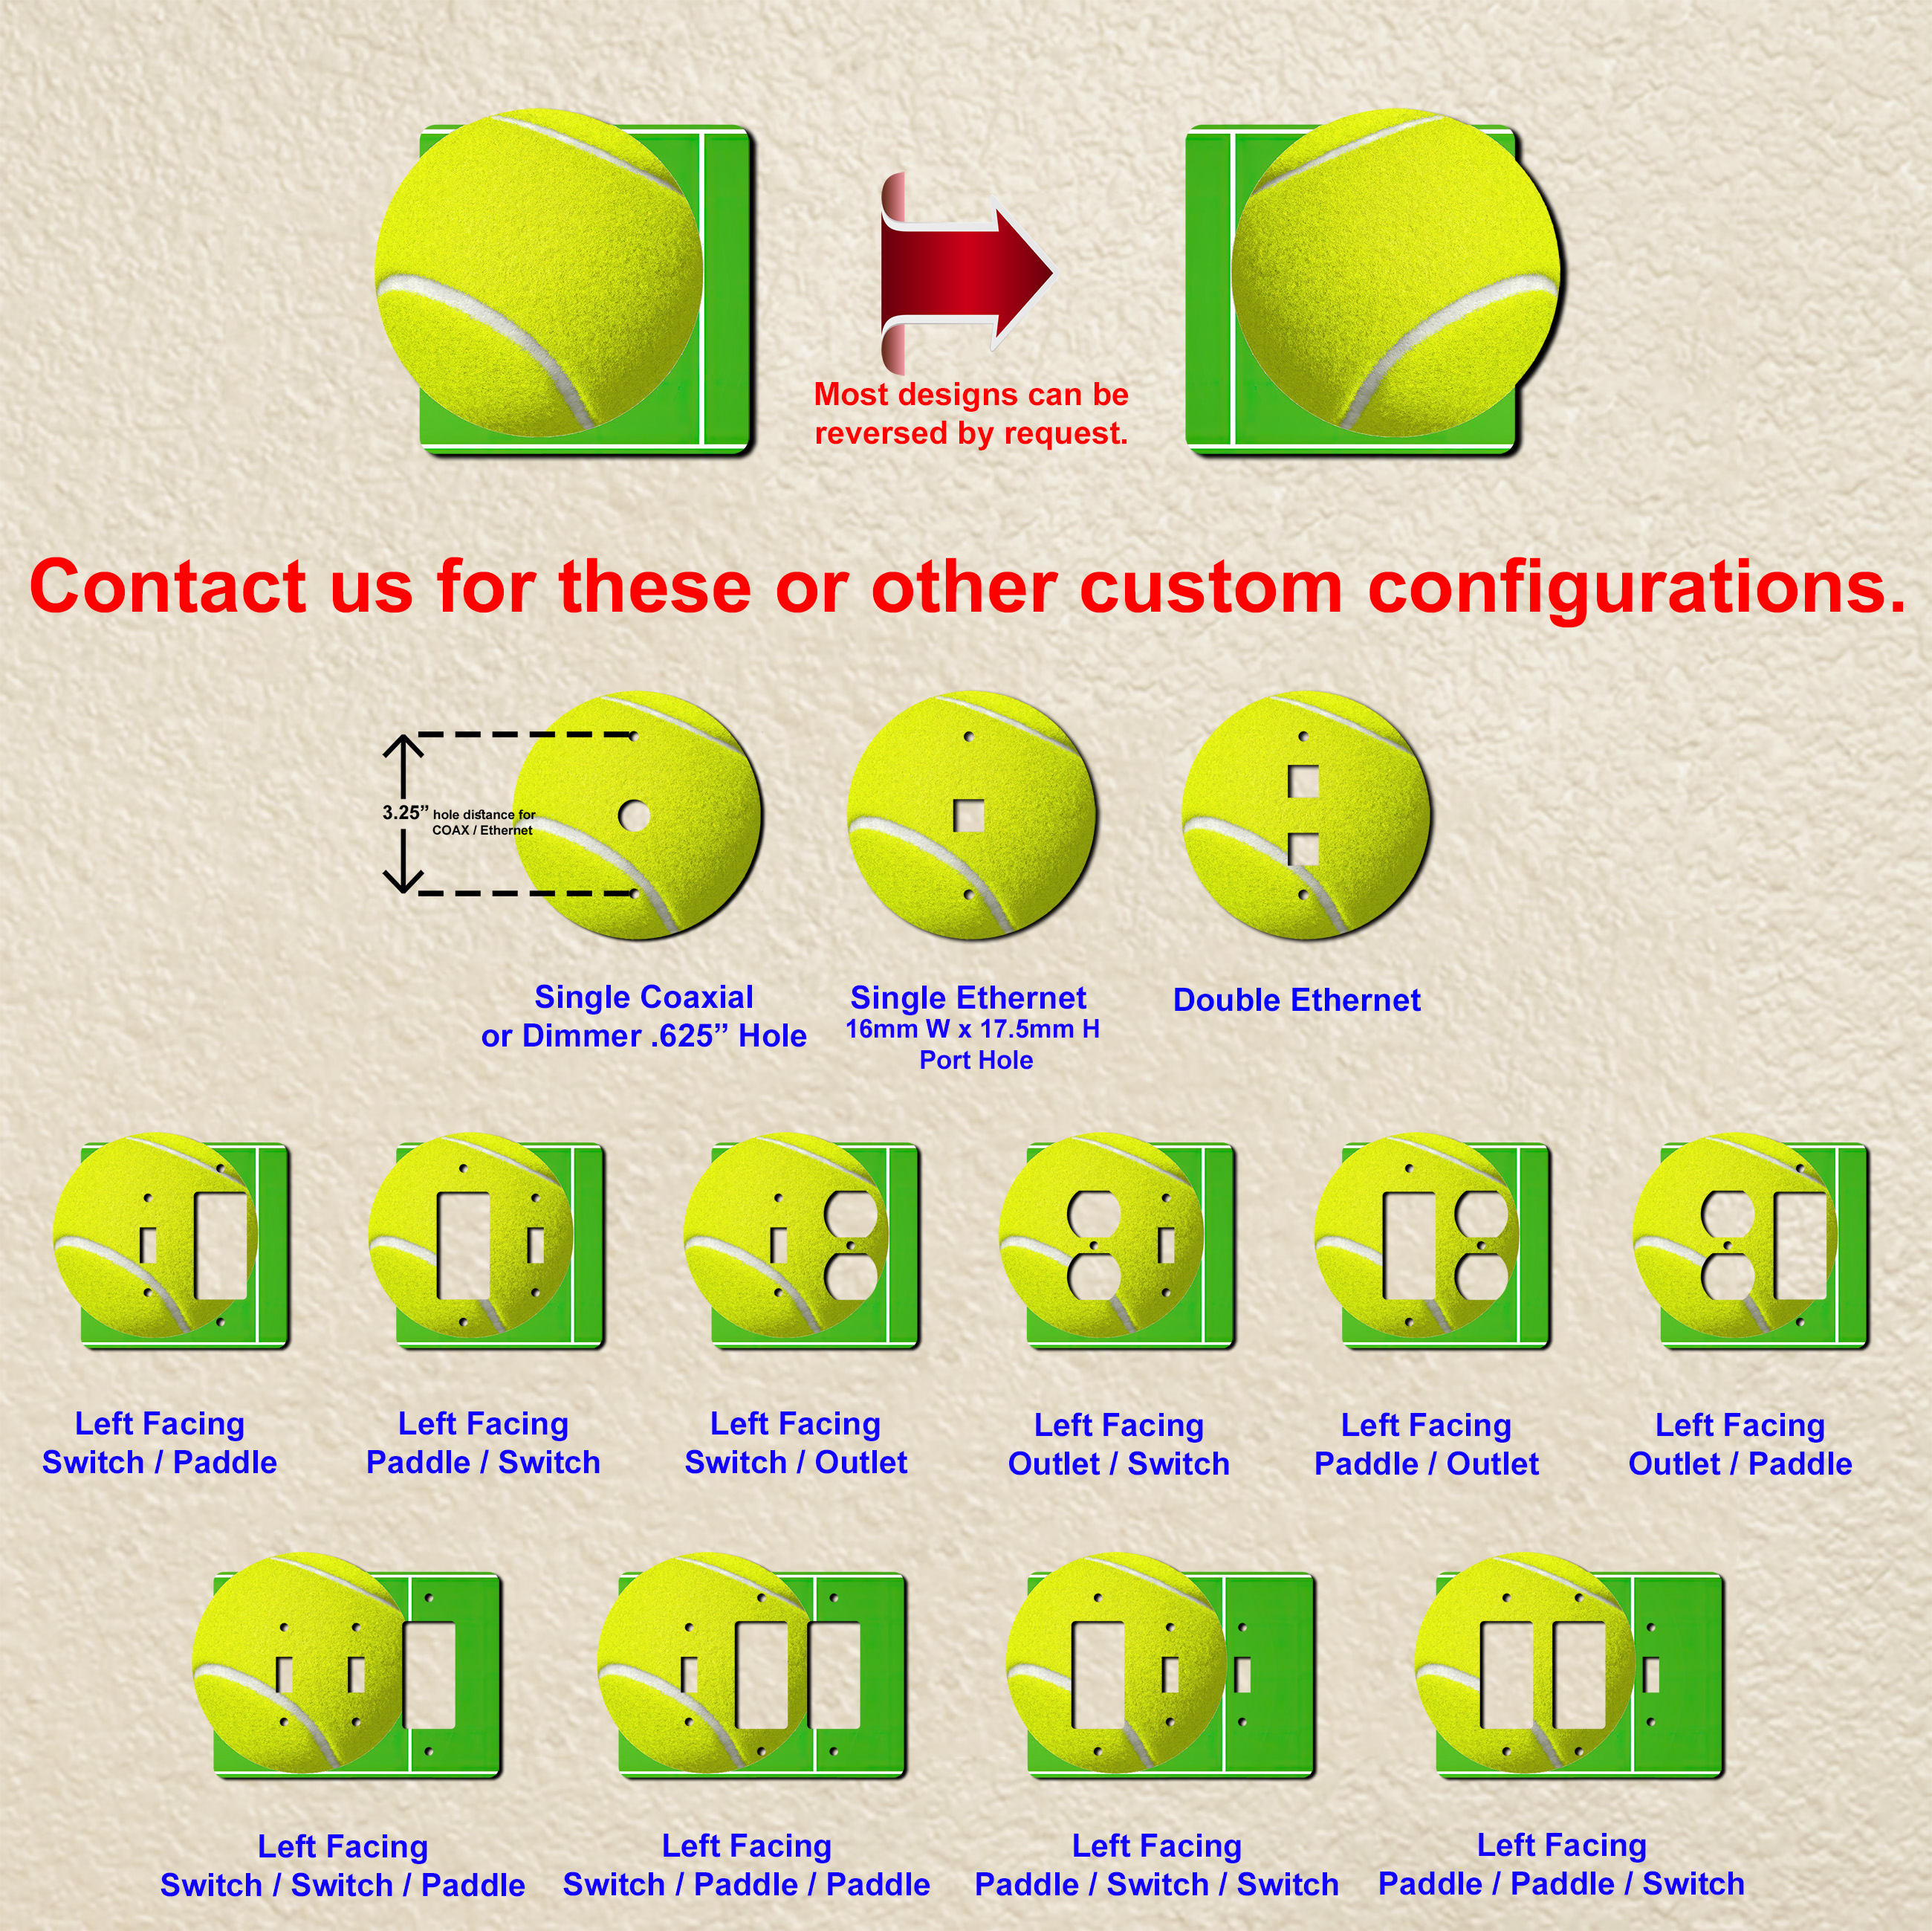 Most designs can be
reversed by request.
Contact us for these or other custom configurations.
3.25” hole distance for
COAX / Ethernet
Single Coaxial
or Dimmer .625” Hole
Single Ethernet
16mm W x 17.5mm H
Port Hole
Double Ethernet
Left Facing
Switch / Paddle
Left Facing
Paddle / Switch
Left Facing
Switch / Outlet
Left Facing
Outlet / Switch
Left Facing
Paddle / Outlet
Left Facing
Outlet / Paddle
Left Facing
Switch / Switch / Paddle
Left Facing
Switch / Paddle / Paddle
Left Facing
Paddle / Switch / Switch
Left Facing
Paddle / Paddle / Switch